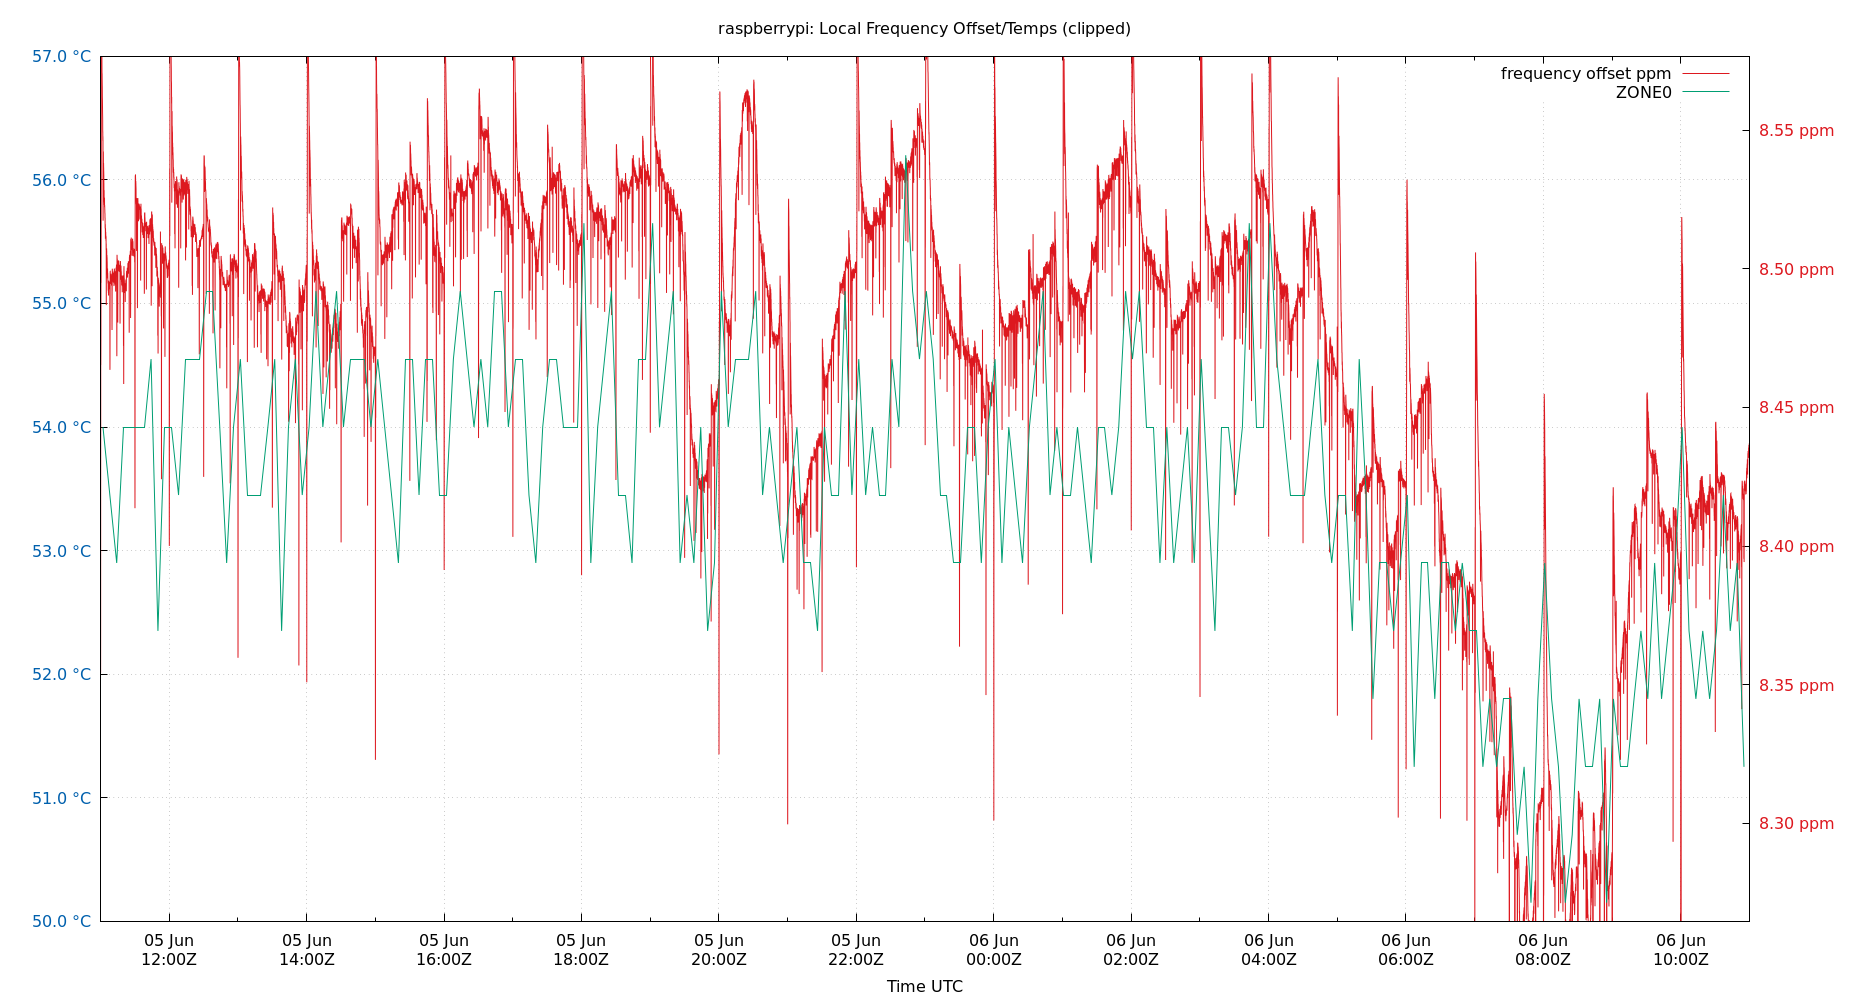 raspberrypi: Local Frequency Offset/Temps (clipped)
57.0 °C
56.0 °C
55.0 °C
54.0 °C
53.0 °C
52.0 °C
51.0 °C
50.0 °C
frequency offset ppm
ZONE0
8.55 ppm
8.50 ppm
8.45 ppm
8.40 ppm
8.35 ppm
8.30 ppm
05 Jun 05 Jun 05 Jun 05 Jun 05 Jun 05 Jun 06 Jun 06 Jun 06 Jun 06 Jun 06 Jun 06 Jun
12:00Z 14:00Z 16:00Z 18:00Z 20:00Z 22:00Z 00:00Z 02:00Z 04:00Z 06:00Z 08:00Z 10:00Z
Time UTC